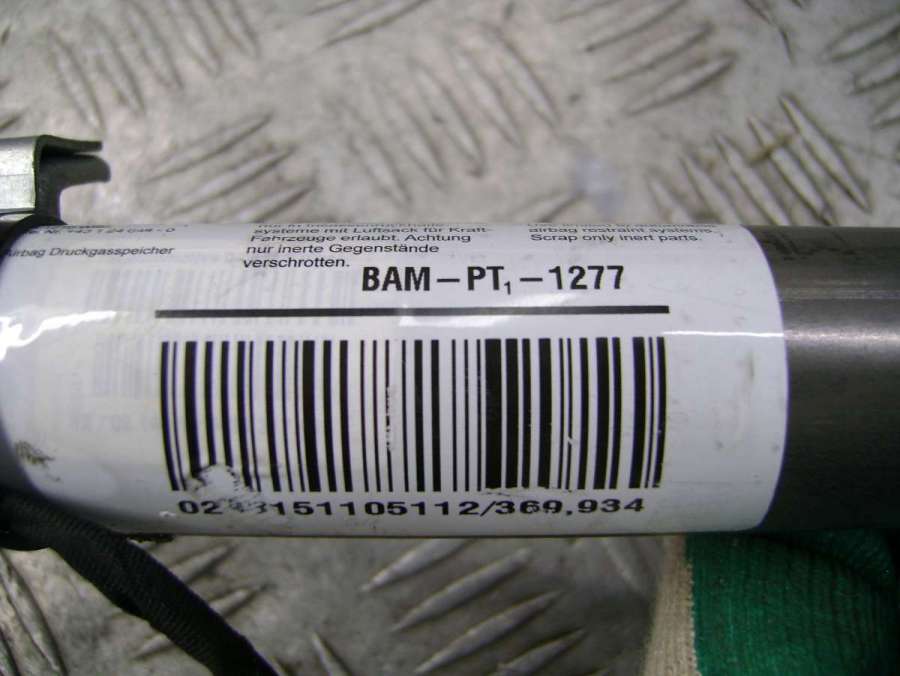 Airbag Druckgasspeicher
systeme mit Luftsack für Kraft-
Fahrzeuge erlaubt. Achtung
nur inerte Gegenstände
verschrotten.
airbag restraint systems.
Scrap only inert parts.
BAM-PT1-1277
151105112/369,934